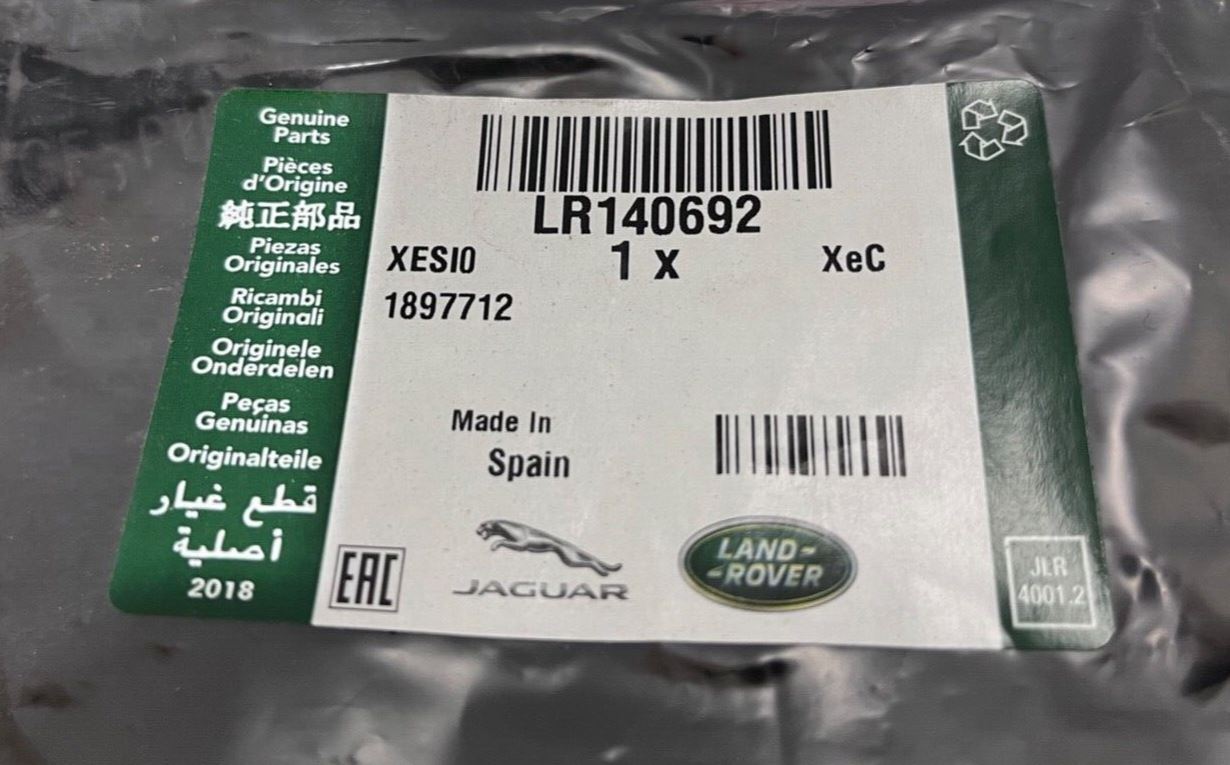 Genuine
Parts
Pièces
d'Origine
純正部品
Piezas
Originales
Ricambi
Originali
Originele
Onderdelen
Peças
Genuinas
Originalteile
قطع غيار
أصلية
2018
LR140692
XESI0 1 x XeC
1897712
Made In
Spain
EAC
JAGUAR
LAND-
-ROVER
JLR
4001.2